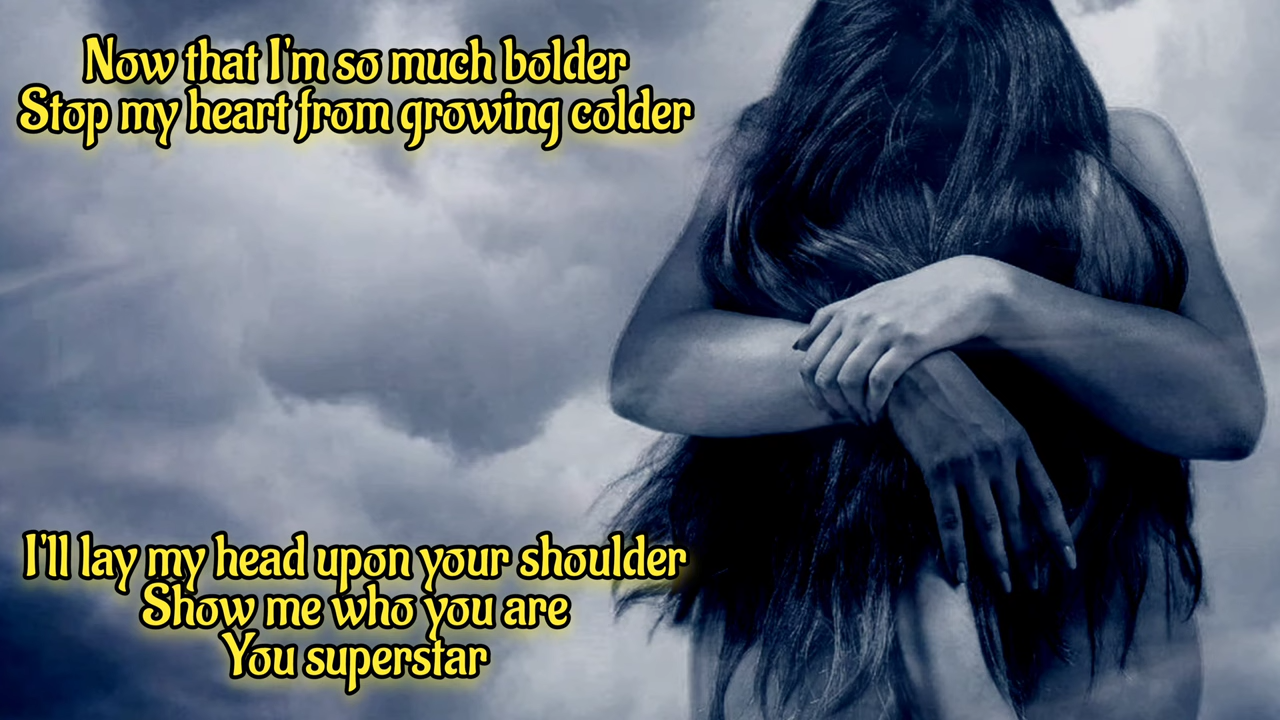 Now that I'm so much bolder
Stop my heart from growing colder
I'll lay my head upon your shoulder
Show me who you are
You superstar